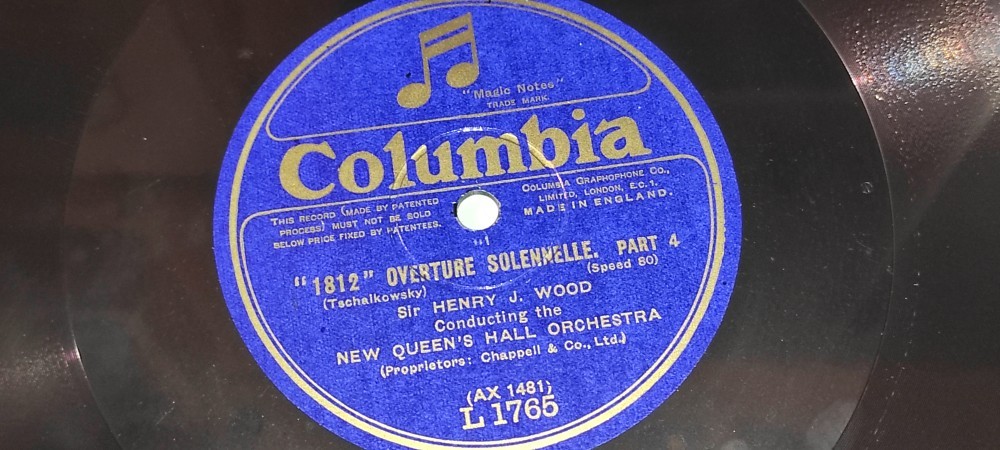 "Magic Notes"
TRADE MARK.
Columbia
THIS RECORD (MADE BY PATENTED
PROCESS) MUST NOT BE SOLD
BELOW PRICE FIXED BY PATENTEES.
COLUMBIA GRAPHOPHONE CO.,
LIMITED, LONDON, E.C.1.
MADE IN ENGLAND.
"1812" OVERTURE SOLENNELLE. PART 4
(Tschaikowsky)
(Speed 80)
Sir HENRY J. WOOD
Conducting the
NEW QUEEN'S HALL ORCHESTRA
(Proprietors: Chappell & Co., Ltd.)
(AX 1481)
L 1765